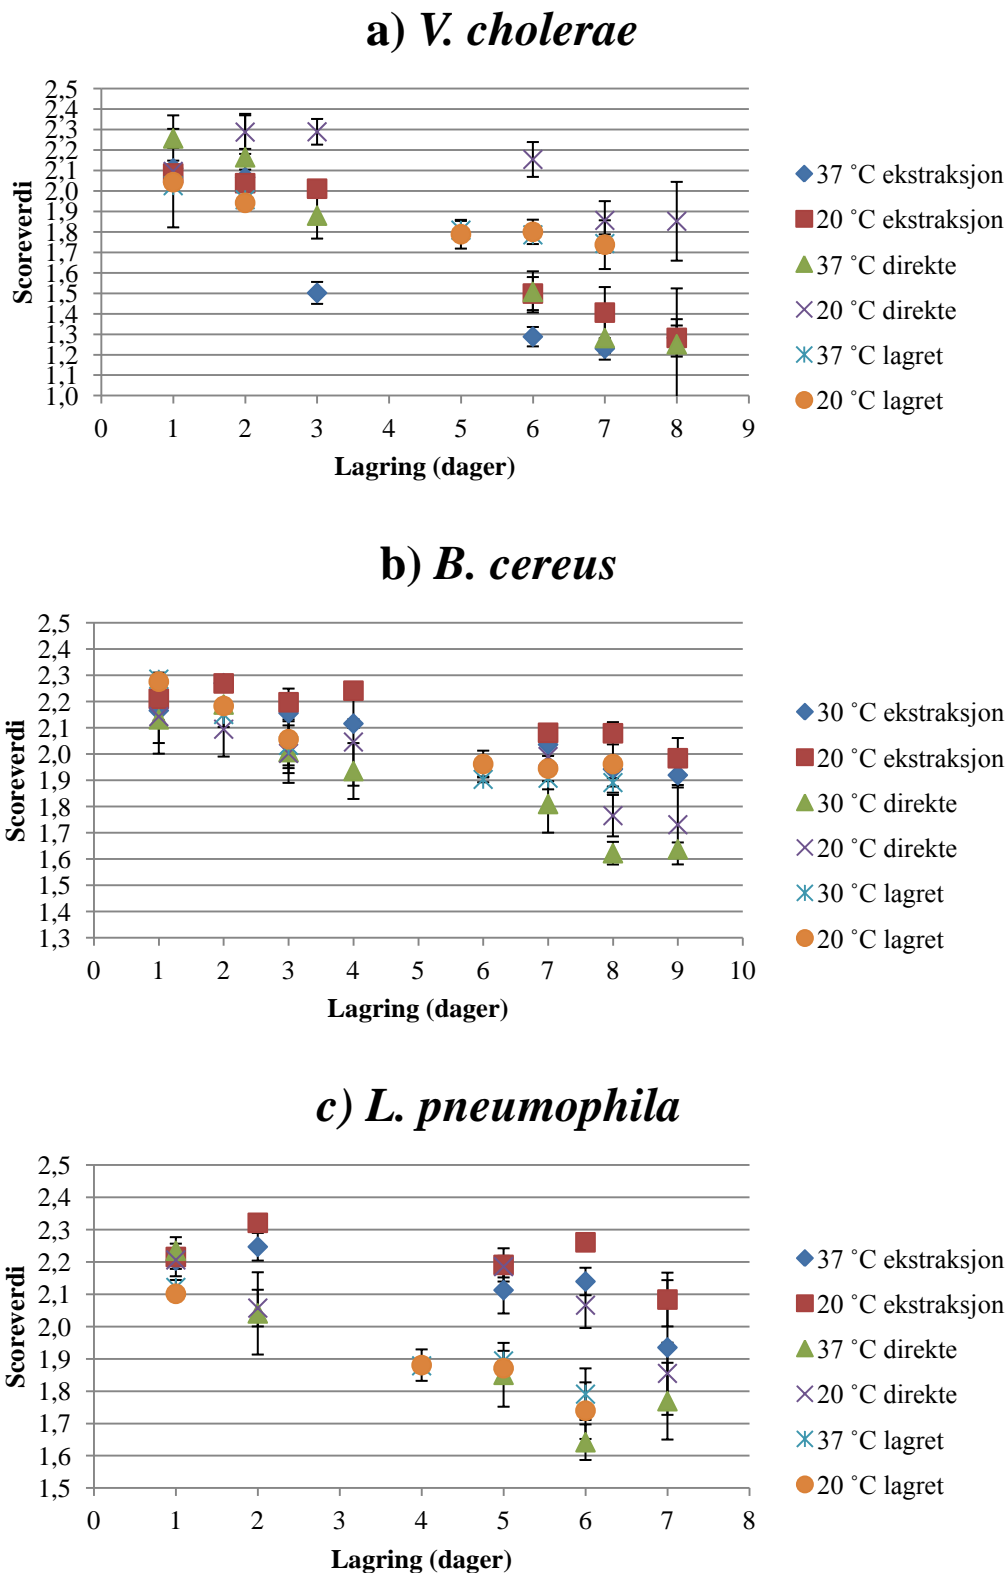 a) V. cholerae
2,5
2,4
2,3
2,2
2,1
2,0
1,9
1,8
1,7
1,6
1,5
1,4
1,3
1,2
1,1
1,0
Scoreverdi
0 1 2 3 4 5 6 7 8 9
Lagring (dager)
37 ˚C ekstraksjon
20 ˚C ekstraksjon
37 ˚C direkte
20 ˚C direkte
37 ˚C lagret
20 ˚C lagret
b) B. cereus
2,5
2,4
2,3
2,2
2,1
2,0
1,9
1,8
1,7
1,6
1,5
1,4
1,3
Scoreverdi
0 1 2 3 4 5 6 7 8 9 10
Lagring (dager)
30 ˚C ekstraksjon
20 ˚C ekstraksjon
30 ˚C direkte
20 ˚C direkte
30 ˚C lagret
20 ˚C lagret
c) L. pneumophila
2,5
2,4
2,3
2,2
2,1
2,0
1,9
1,8
1,7
1,6
1,5
Scoreverdi
0 1 2 3 4 5 6 7 8
Lagring (dager)
37 ˚C ekstraksjon
20 ˚C ekstraksjon
37 ˚C direkte
20 ˚C direkte
37 ˚C lagret
20 ˚C lagret